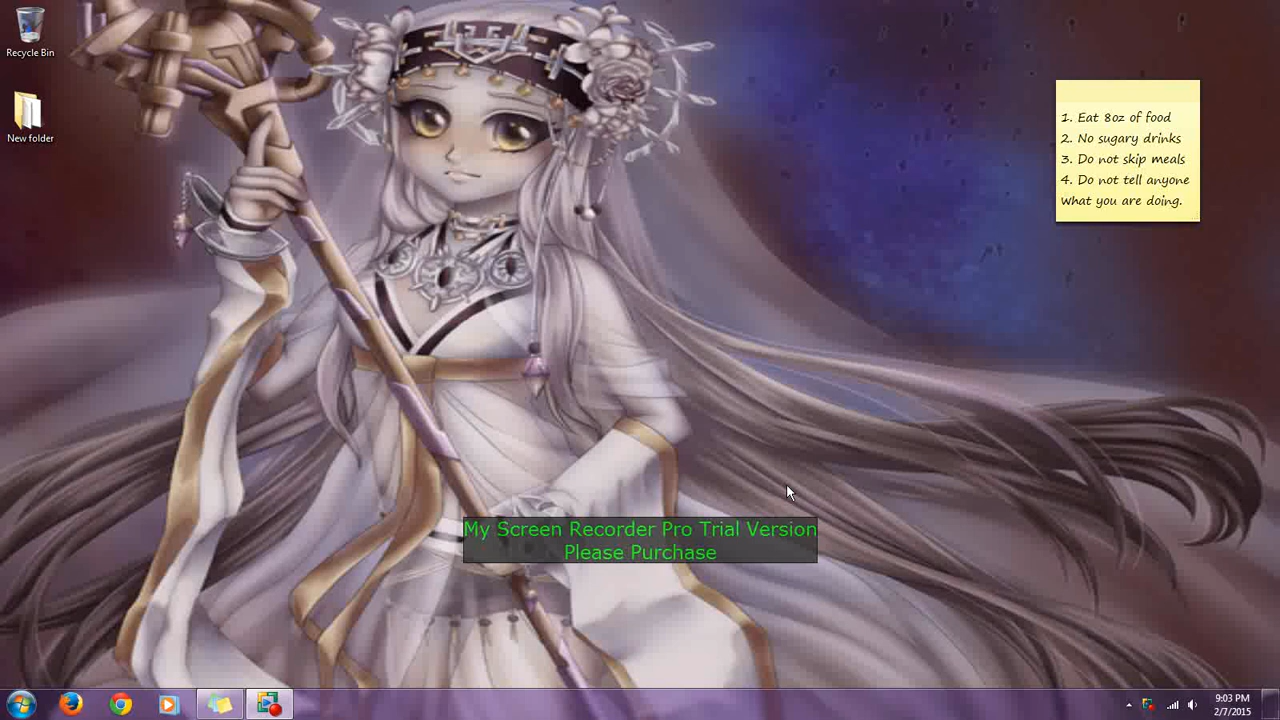 Recycle Bin
New folder
1. Eat 8oz of food
2. No sugary drinks
3. Do not skip meals
4. Do not tell anyone
what you are doing.
My Screen Recorder Pro Trial Version
Please Purchase
9:03 PM
2/7/2015